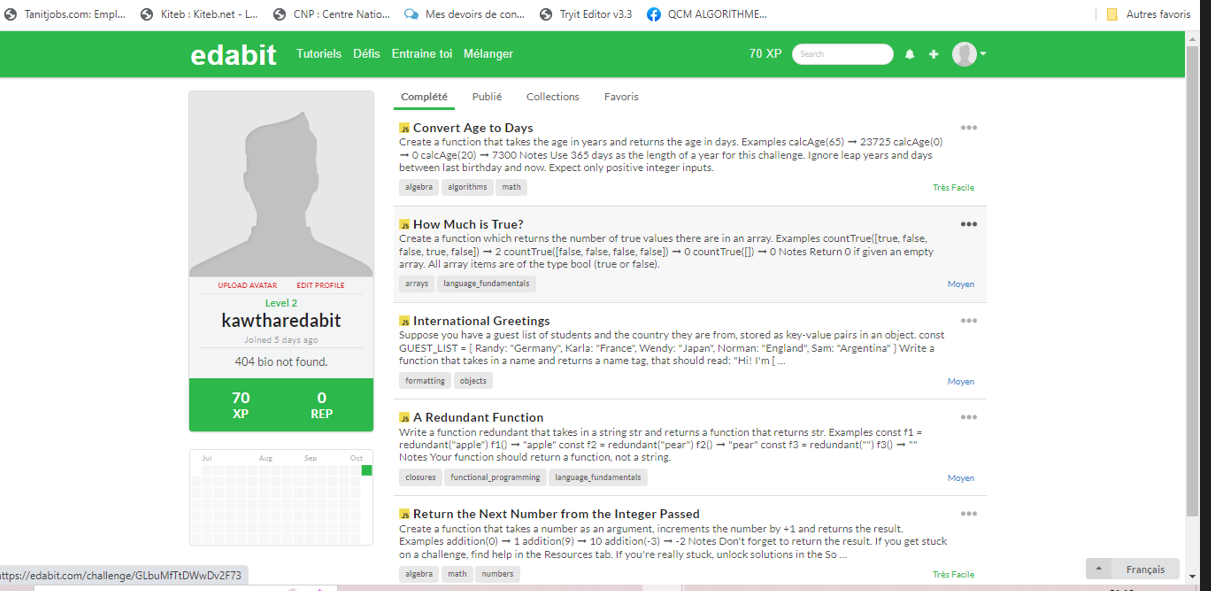 Tanitjobs.com: Empl...
Kiteb : Kiteb.net - L...
CNP : Centre Natio...
Mes devoirs de con...
Tryit Editor v3.3
QCM ALGORITHME...
Autres favoris
edabit
Tutoriels
Défis
Entraine toi
Mélanger
70 XP
Search
UPLOAD AVATAR
EDIT PROFILE
Level 2
kawtharedabit
Joined 5 days ago
404 bio not found.
70
XP
0
REP
Jul
Aug
Sep
Oct
Complété
Publié
Collections
Favoris
JS Convert Age to Days
Create a function that takes the age in years and returns the age in days. Examples calcAge(65) ➞ 23725 calcAge(0)
➞ 0 calcAge(20) ➞ 7300 Notes Use 365 days as the length of a year for this challenge. Ignore leap years and days
between last birthday and now. Expect only positive integer inputs.
algebra
algorithms
math
Très Facile
JS How Much is True?
Create a function which returns the number of true values there are in an array. Examples countTrue([true, false,
false, true, false]) ➞ 2 countTrue([false, false, false, false]) ➞ 0 countTrue([]) ➞ 0 Notes Return 0 if given an empty
array. All array items are of the type bool (true or false).
arrays
language_fundamentals
Moyen
JS International Greetings
Suppose you have a guest list of students and the country they are from, stored as key-value pairs in an object. const
GUEST_LIST = { Randy: "Germany", Karla: "France", Wendy: "Japan", Norman: "England", Sam: "Argentina" } Write a
function that takes in a name and returns a name tag, that should read: "Hi! I'm [ ...
formatting
objects
Moyen
JS A Redundant Function
Write a function redundant that takes in a string str and returns a function that returns str. Examples const f1 =
redundant("apple") f1() ➞ "apple" const f2 = redundant("pear") f2() ➞ "pear" const f3 = redundant("") f3() ➞ ""
Notes Your function should return a function, not a string.
closures
functional_programming
language_fundamentals
Moyen
JS Return the Next Number from the Integer Passed
Create a function that takes a number as an argument, increments the number by +1 and returns the result.
Examples addition(0) ➞ 1 addition(9) ➞ 10 addition(-3) ➞ -2 Notes Don't forget to return the result. If you get stuck
on a challenge, find help in the Resources tab. If you're really stuck, unlock solutions in the So ...
algebra
math
numbers
Très Facile
ttps://edabit.com/challenge/GLbuMfTtDWwDv2F73
Français